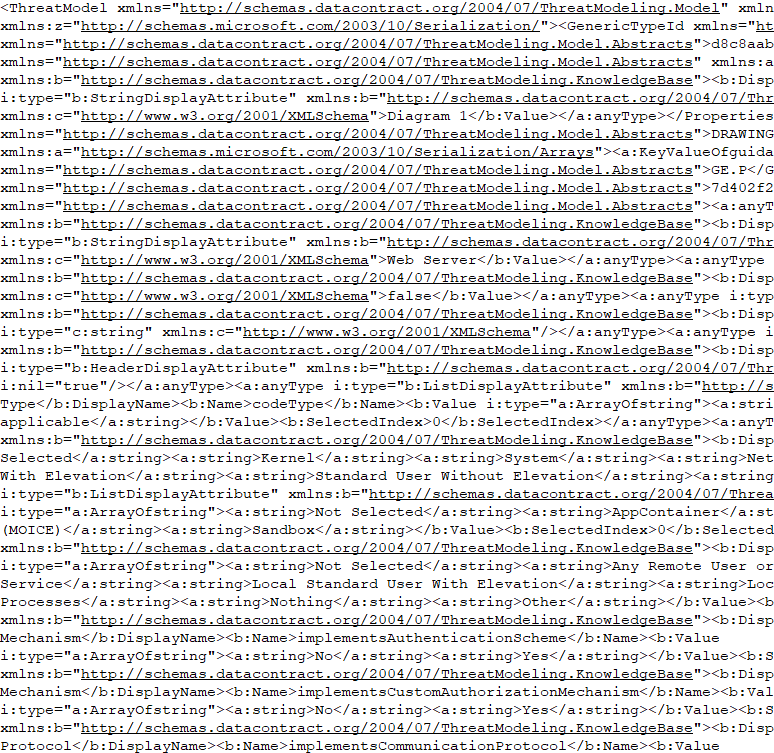 <ThreatModel xmlns="http://schemas.datacontract.org/2004/07/ThreatModeling.Model" xmln
xmlns:z="http://schemas.microsoft.com/2003/10/Serialization/"><GenericTypeId xmlns="ht
xmlns="http://schemas.datacontract.org/2004/07/ThreatModeling.Model.Abstracts">d8c8aab
xmlns="http://schemas.datacontract.org/2004/07/ThreatModeling.Model.Abstracts" xmlns:a
xmlns:b="http://schemas.datacontract.org/2004/07/ThreatModeling.KnowledgeBase"><b:Disp
i:type="b:StringDisplayAttribute" xmlns:b="http://schemas.datacontract.org/2004/07/Thr
xmlns:c="http://www.w3.org/2001/XMLSchema">Diagram 1</b:Value></a:anyType></Properties
xmlns="http://schemas.datacontract.org/2004/07/ThreatModeling.Model.Abstracts">DRAWING
xmlns:a="http://schemas.microsoft.com/2003/10/Serialization/Arrays"><a:KeyValueOfguida
xmlns="http://schemas.datacontract.org/2004/07/ThreatModeling.Model.Abstracts">GE.P</G
xmlns="http://schemas.datacontract.org/2004/07/ThreatModeling.Model.Abstracts">7d402f2
xmlns="http://schemas.datacontract.org/2004/07/ThreatModeling.Model.Abstracts"><a:anyT
xmlns:b="http://schemas.datacontract.org/2004/07/ThreatModeling.KnowledgeBase"><b:Disp
i:type="b:StringDisplayAttribute" xmlns:b="http://schemas.datacontract.org/2004/07/Thr
xmlns:c="http://www.w3.org/2001/XMLSchema">Web Server</b:Value></a:anyType><a:anyType
xmlns:b="http://schemas.datacontract.org/2004/07/ThreatModeling.KnowledgeBase"><b:Disp
xmlns:c="http://www.w3.org/2001/XMLSchema">false</b:Value></a:anyType><a:anyType i:typ
xmlns:b="http://schemas.datacontract.org/2004/07/ThreatModeling.KnowledgeBase"><b:Disp
i:type="c:string" xmlns:c="http://www.w3.org/2001/XMLSchema"/></a:anyType><a:anyType i
xmlns:b="http://schemas.datacontract.org/2004/07/ThreatModeling.KnowledgeBase"><b:Disp
i:type="b:HeaderDisplayAttribute" xmlns:b="http://schemas.datacontract.org/2004/07/Thr
i:nil="true"/></a:anyType><a:anyType i:type="b:ListDisplayAttribute" xmlns:b="http://s
Type</b:DisplayName><b:Name>codeType</b:Name><b:Value i:type="a:ArrayOfstring"><a:stri
applicable</a:string></b:Value><b:SelectedIndex>0</b:SelectedIndex></a:anyType><a:anyT
xmlns:b="http://schemas.datacontract.org/2004/07/ThreatModeling.KnowledgeBase"><b:Disp
Selected</a:string><a:string>Kernel</a:string><a:string>System</a:string><a:string>Net
With Elevation</a:string><a:string>Standard User Without Elevation</a:string><a:string
i:type="b:ListDisplayAttribute" xmlns:b="http://schemas.datacontract.org/2004/07/Threa
i:type="a:ArrayOfstring"><a:string>Not Selected</a:string><a:string>AppContainer</a:st
(MOICE)</a:string><a:string>Sandbox</a:string></b:Value><b:SelectedIndex>0</b:Selected
xmlns:b="http://schemas.datacontract.org/2004/07/ThreatModeling.KnowledgeBase"><b:Disp
i:type="a:ArrayOfstring"><a:string>Not Selected</a:string><a:string>Any Remote User or
Service</a:string><a:string>Local Standard User With Elevation</a:string><a:string>Loc
Processes</a:string><a:string>Nothing</a:string><a:string>Other</a:string></b:Value><b
xmlns:b="http://schemas.datacontract.org/2004/07/ThreatModeling.KnowledgeBase"><b:Disp
Mechanism</b:DisplayName><b:Name>implementsAuthenticationScheme</b:Name><b:Value
i:type="a:ArrayOfstring"><a:string>No</a:string><a:string>Yes</a:string></b:Value><b:S
xmlns:b="http://schemas.datacontract.org/2004/07/ThreatModeling.KnowledgeBase"><b:Disp
Mechanism</b:DisplayName><b:Name>implementsCustomAuthorizationMechanism</b:Name><b:Val
i:type="a:ArrayOfstring"><a:string>No</a:string><a:string>Yes</a:string></b:Value><b:S
xmlns:b="http://schemas.datacontract.org/2004/07/ThreatModeling.KnowledgeBase"><b:Disp
Protocol</b:DisplayName><b:Name>implementsCommunicationProtocol</b:Name><b:Value